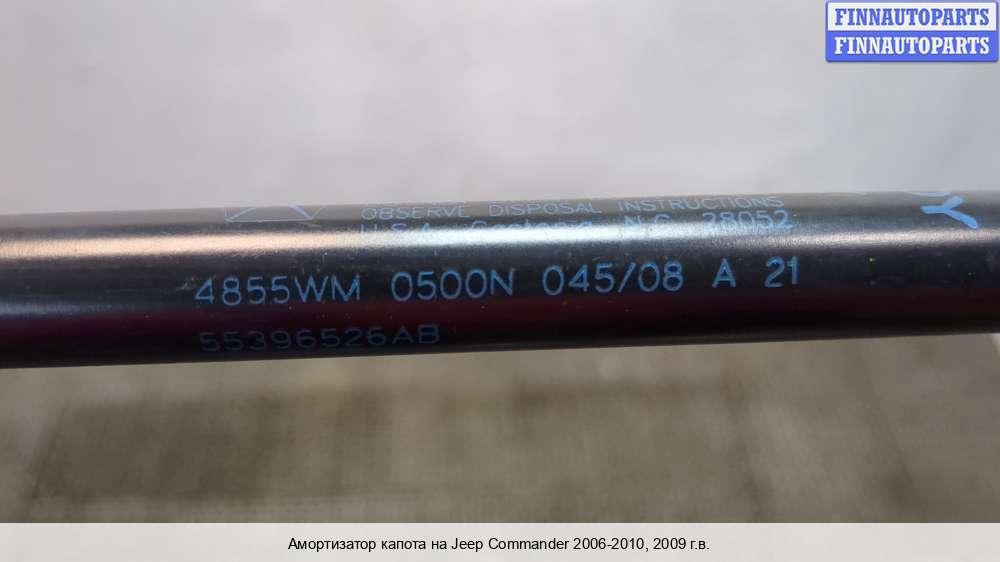 FINNAUTOPARTS
FINNAUTOPARTS
OBSERVE DISPOSAL INSTRUCTIONS
U.S.A. Gastonia, N.C. 28052
4855WM 0500N 045/08 A 21
55396526AB
Амортизатор капота на Jeep Commander 2006-2010, 2009 г.в.